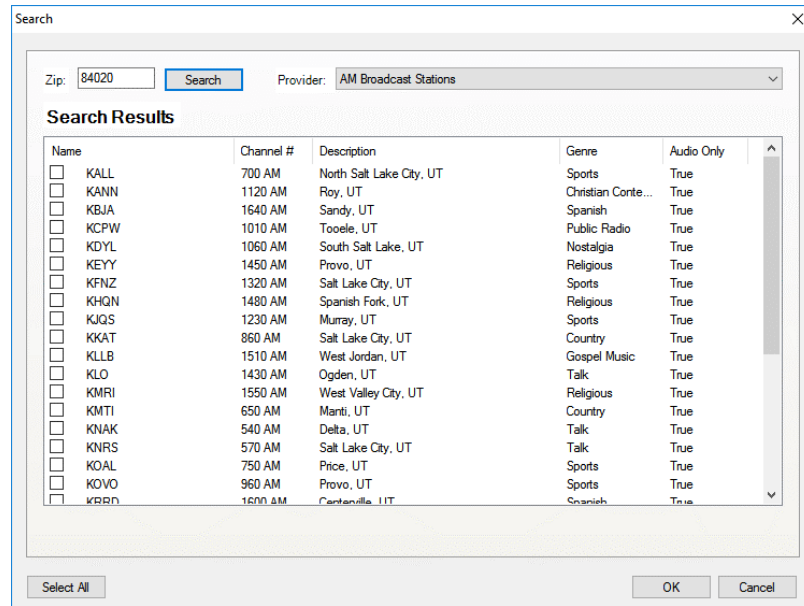 Search
Zip: 84020 Search Provider: AM Broadcast Stations
Search Results
Name Channel # Description Genre Audio Only
KALL 700 AM North Salt Lake City, UT Sports True
KANN 1120 AM Roy, UT Christian Conte... True
KBJA 1640 AM Sandy, UT Spanish True
KCPW 1010 AM Tooele, UT Public Radio True
KDYL 1060 AM South Salt Lake, UT Nostalgia True
KEYY 1450 AM Provo, UT Religious True
KFNZ 1320 AM Salt Lake City, UT Sports True
KHQN 1480 AM Spanish Fork, UT Religious True
KJQS 1230 AM Murray, UT Sports True
KKAT 860 AM Salt Lake City, UT Country True
KLLB 1510 AM West Jordan, UT Gospel Music True
KLO 1430 AM Ogden, UT Talk True
KMRI 1550 AM West Valley City, UT Religious True
KMTI 650 AM Manti, UT Country True
KNAK 540 AM Delta, UT Talk True
KNRS 570 AM Salt Lake City, UT Talk True
KOAL 750 AM Price, UT Sports True
KOVO 960 AM Provo, UT Sports True
KRRD 1600 AM Centerville, UT Spanish True
Select All OK Cancel